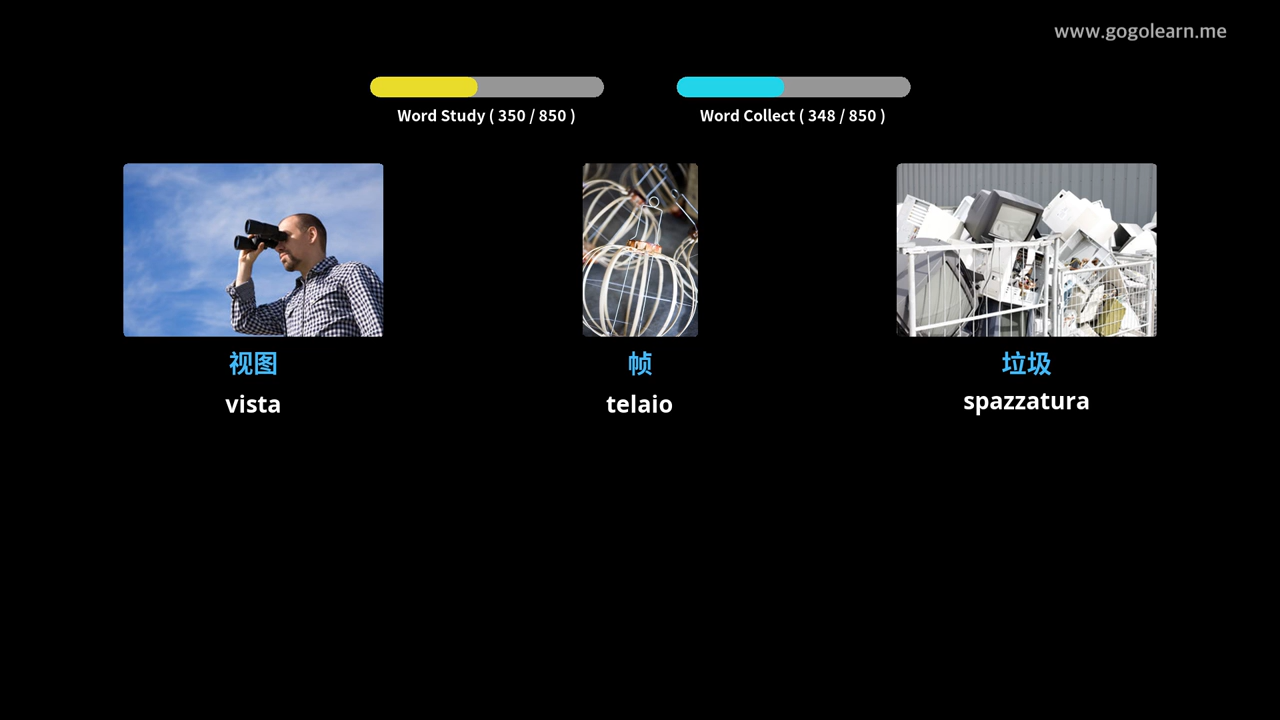 www.gogolearn.me
Word Study ( 350 / 850 )
Word Collect ( 348 / 850 )
视图
帧
垃圾
vista
telaio
spazzatura